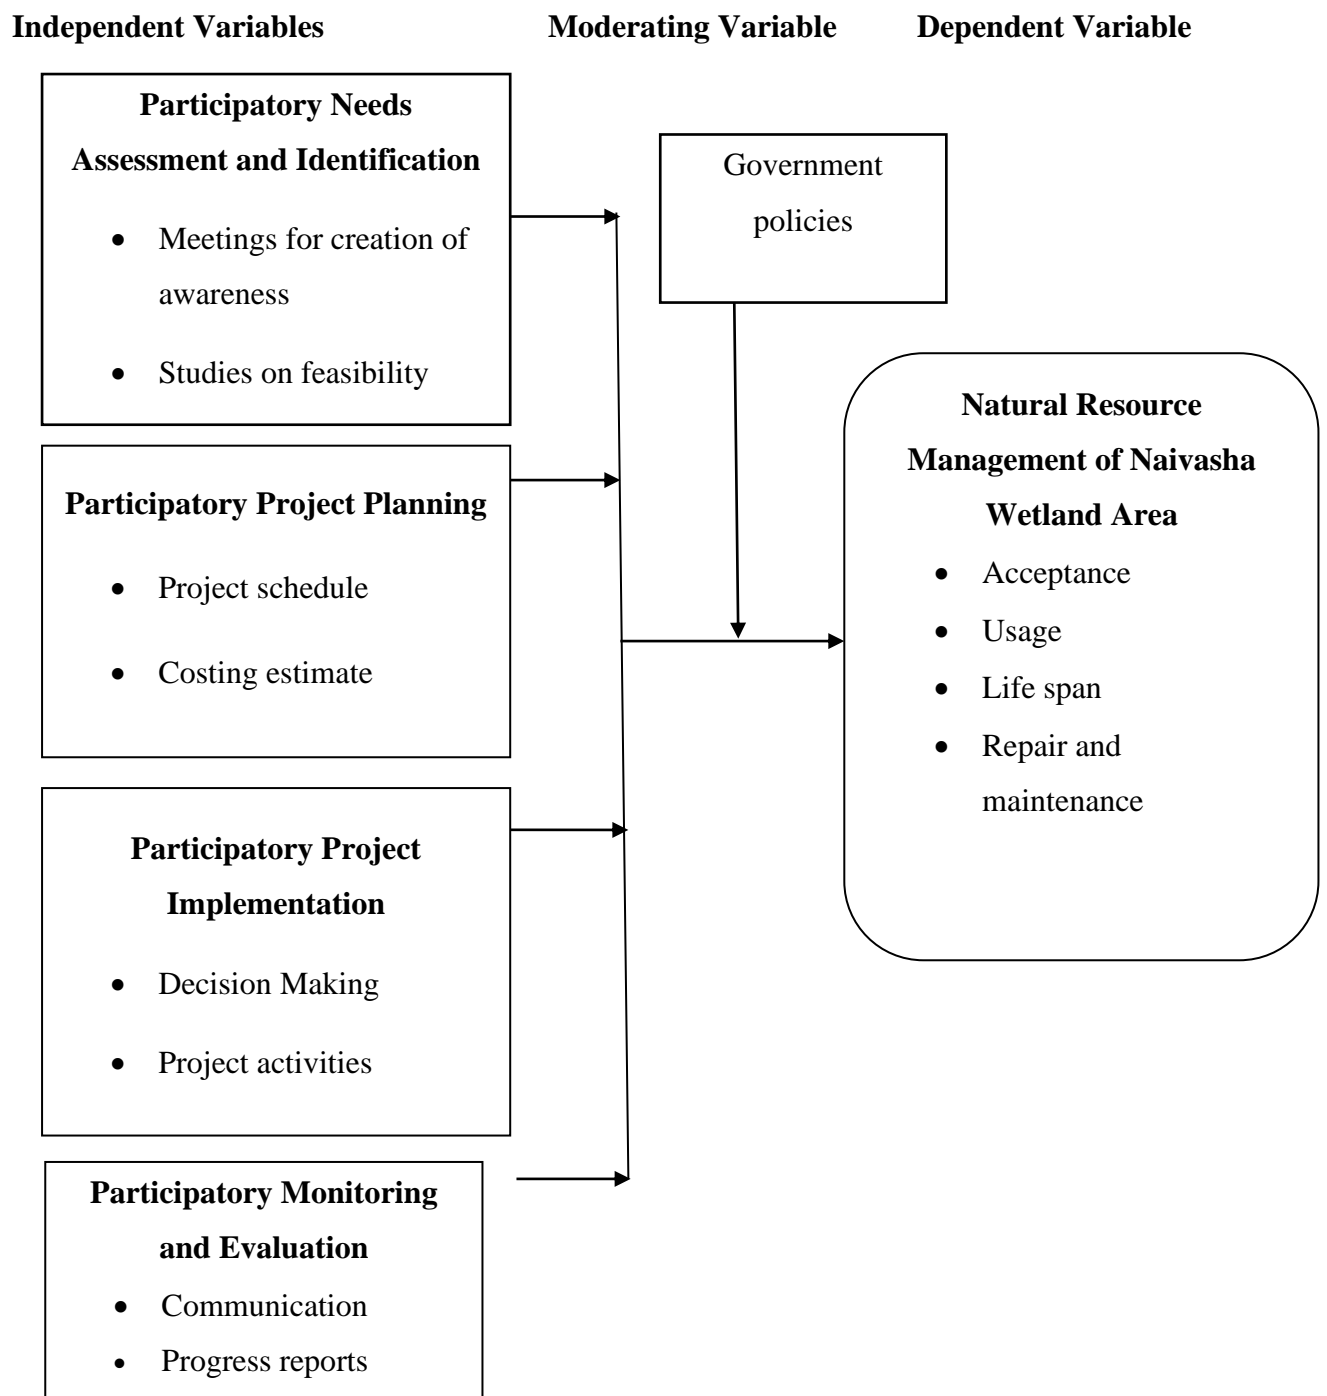 Independent Variables
Moderating Variable
Dependent Variable
Participatory Needs
Assessment and Identification
• Meetings for creation of
awareness
• Studies on feasibility
Participatory Project Planning
• Project schedule
• Costing estimate
Participatory Project
Implementation
• Decision Making
• Project activities
Participatory Monitoring
and Evaluation
• Communication
• Progress reports
Government
policies
Natural Resource
Management of Naivasha
Wetland Area
• Acceptance
• Usage
• Life span
• Repair and
maintenance